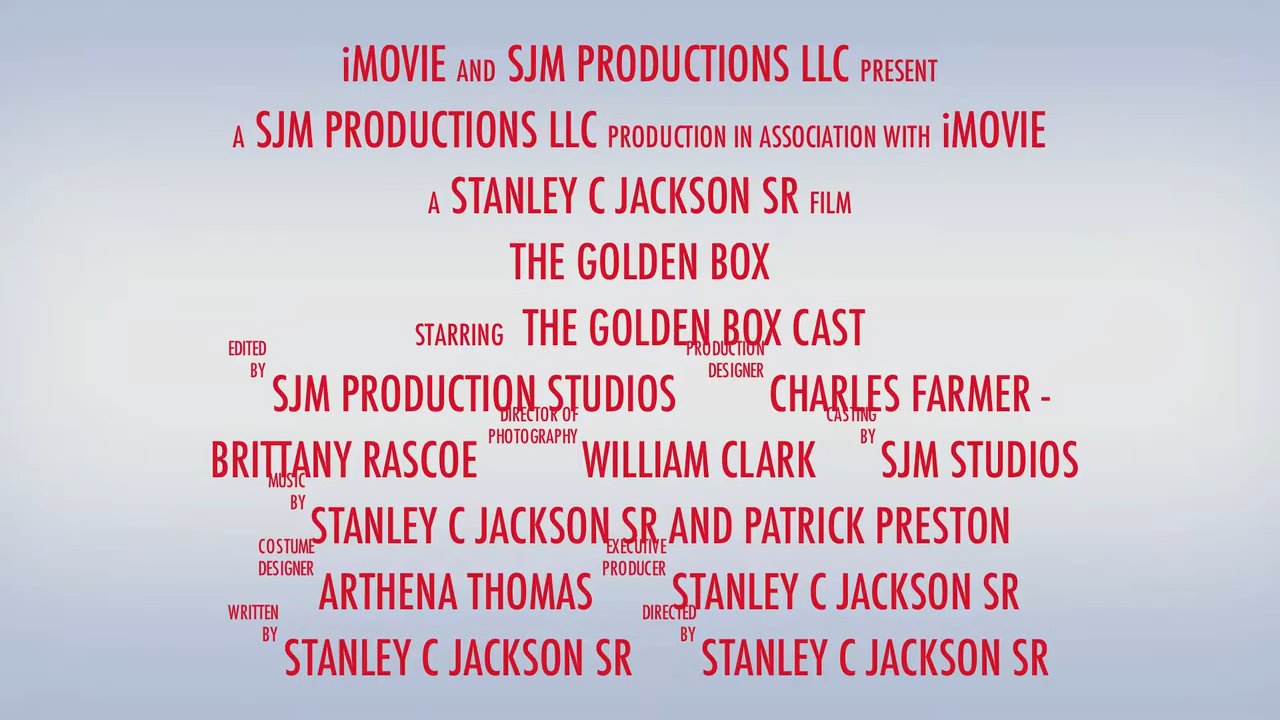 iMOVIE AND SJM PRODUCTIONS LLC PRESENT
A SJM PRODUCTIONS LLC PRODUCTION IN ASSOCIATION WITH iMOVIE
A STANLEY C JACKSON SR FILM
THE GOLDEN BOX
STARRING THE GOLDEN BOX CAST
EDITED BY SJM PRODUCTION STUDIOS PRODUCTION DESIGNER CHARLES FARMER -
BRITTANY RASCOE DIRECTOR OF PHOTOGRAPHY WILLIAM CLARK CASTING BY SJM STUDIOS
MUSIC BY STANLEY C JACKSON SR AND PATRICK PRESTON
COSTUME DESIGNER ARTHENA THOMAS EXECUTIVE PRODUCER STANLEY C JACKSON SR
WRITTEN BY STANLEY C JACKSON SR DIRECTED BY STANLEY C JACKSON SR